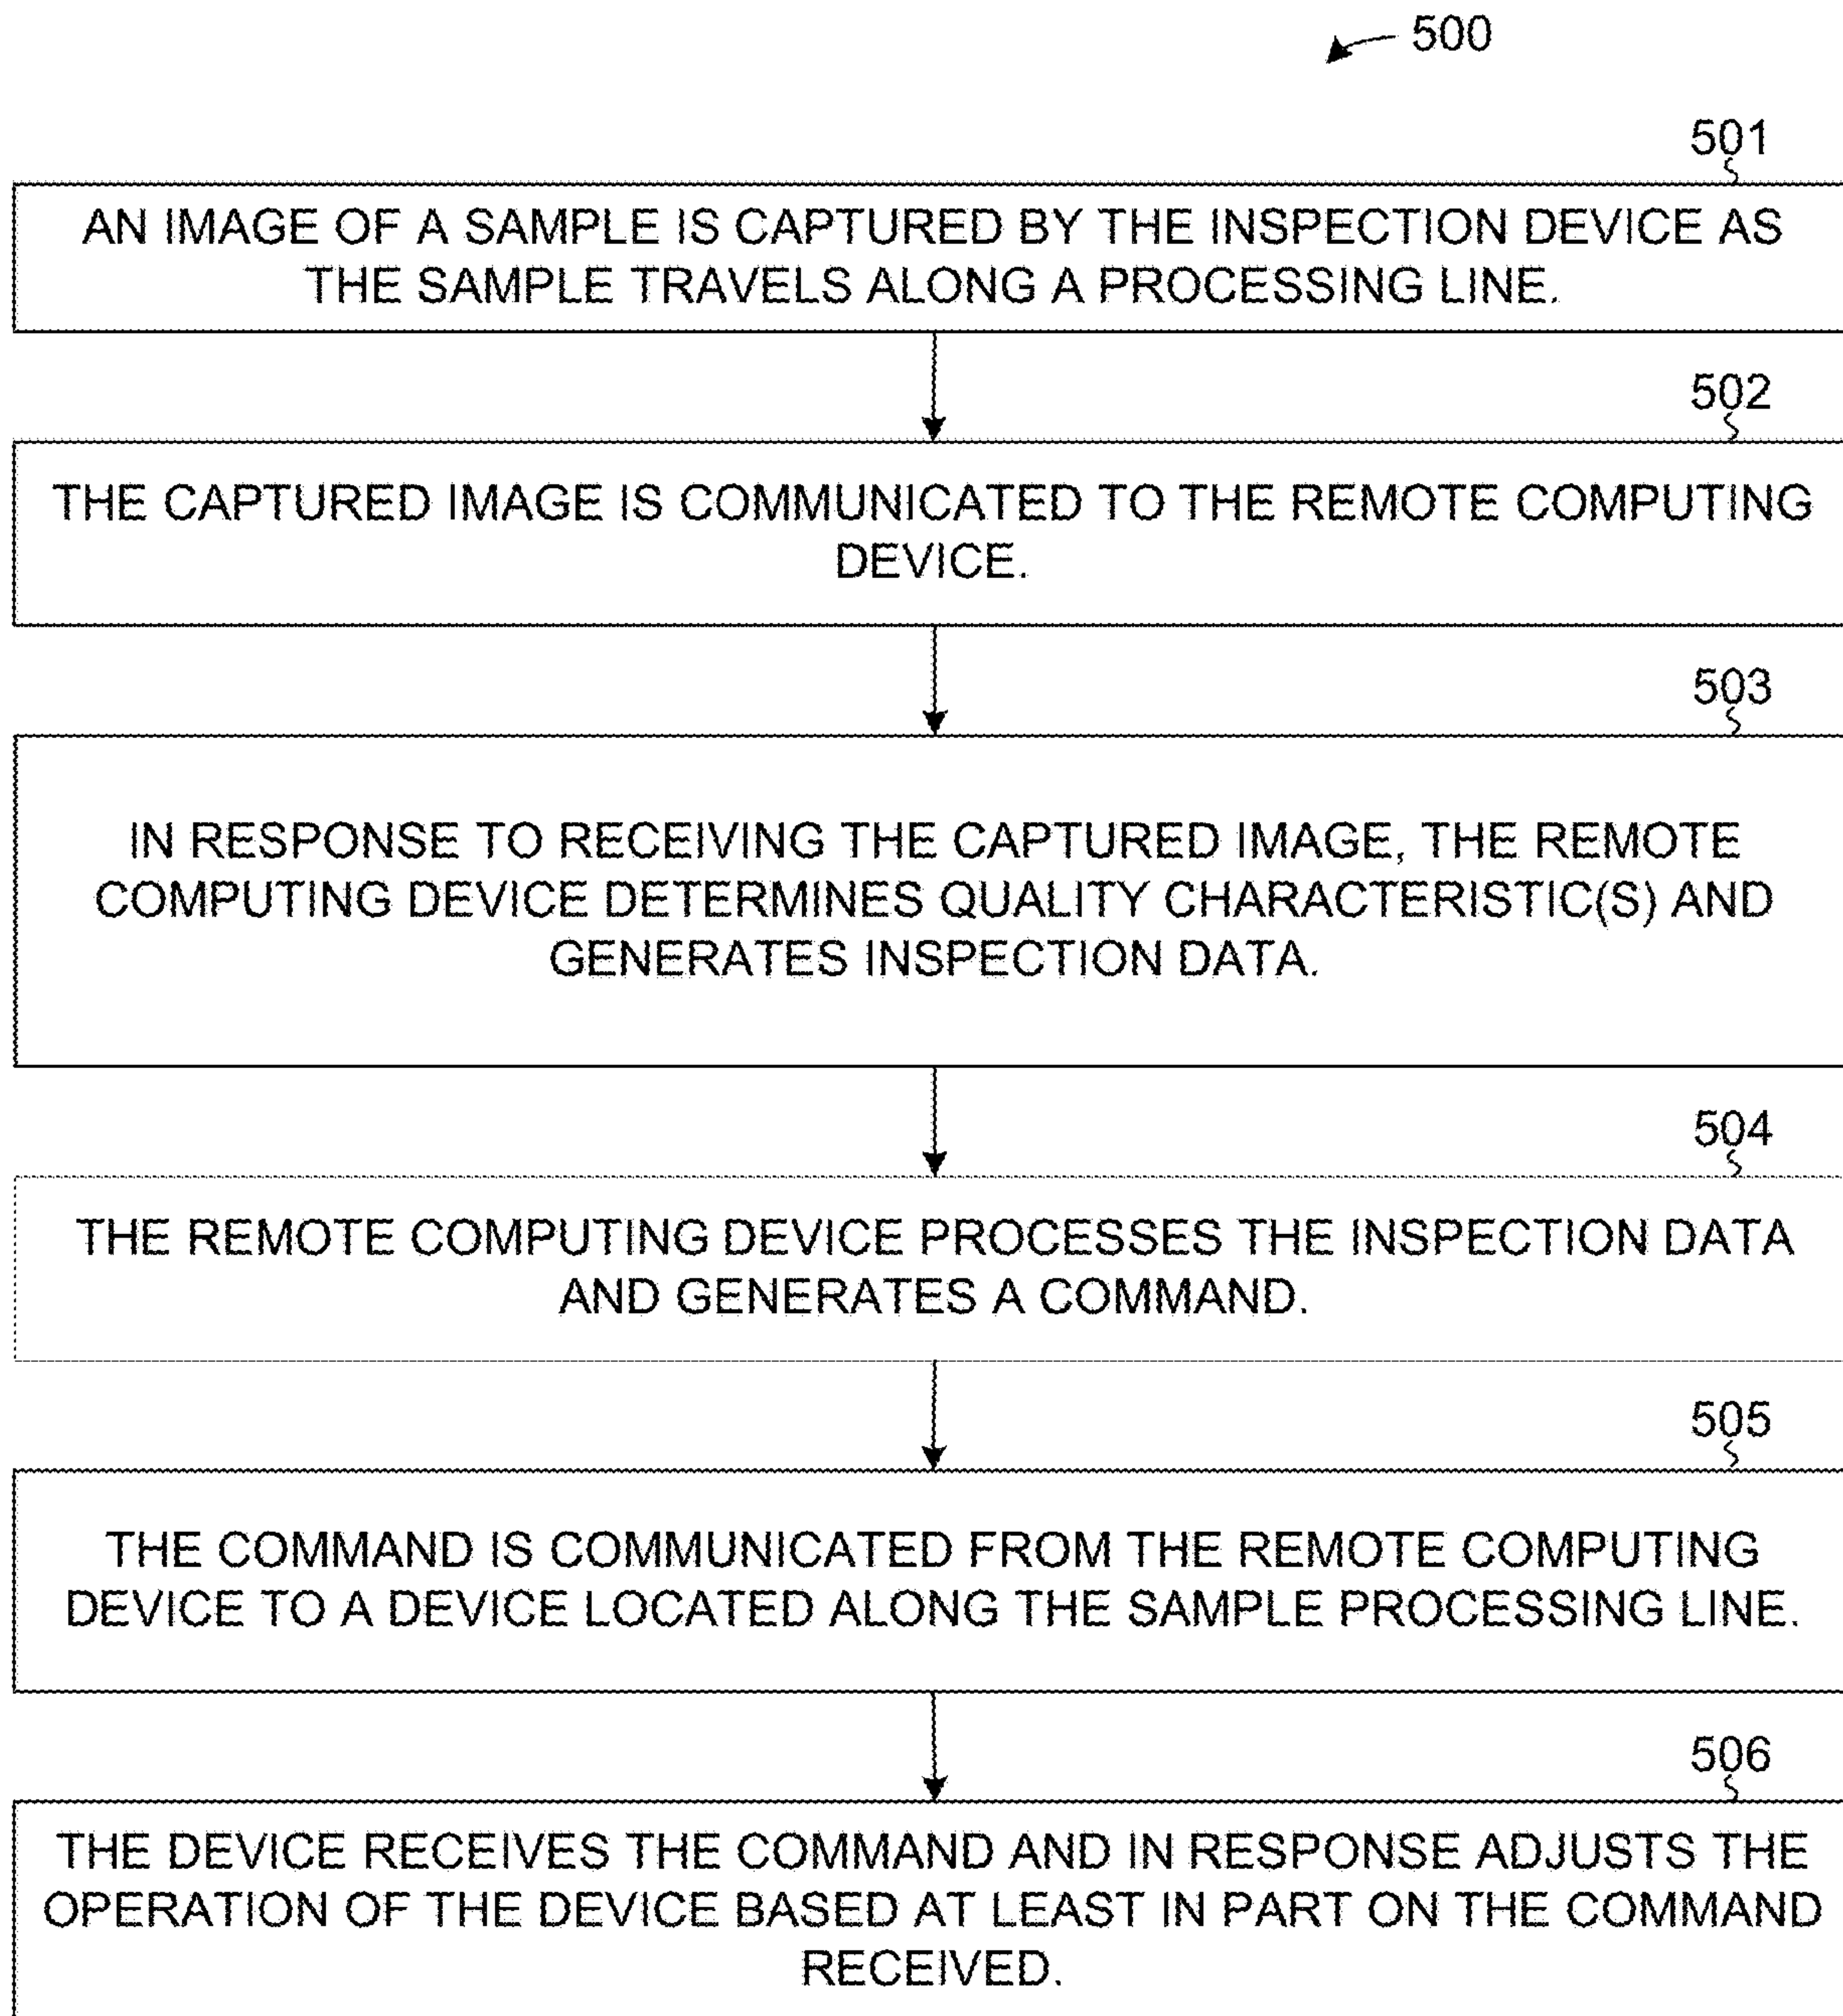 500
501
AN IMAGE OF A SAMPLE IS CAPTURED BY THE INSPECTION DEVICE AS
THE SAMPLE TRAVELS ALONG A PROCESSING LINE.
502
THE CAPTURED IMAGE IS COMMUNICATED TO THE REMOTE COMPUTING
DEVICE.
503
IN RESPONSE TO RECEIVING THE CAPTURED IMAGE, THE REMOTE
COMPUTING DEVICE DETERMINES QUALITY CHARACTERISTIC(S) AND
GENERATES INSPECTION DATA.
504
THE REMOTE COMPUTING DEVICE PROCESSES THE INSPECTION DATA
AND GENERATES A COMMAND.
505
THE COMMAND IS COMMUNICATED FROM THE REMOTE COMPUTING
DEVICE TO A DEVICE LOCATED ALONG THE SAMPLE PROCESSING LINE.
506
THE DEVICE RECEIVES THE COMMAND AND IN RESPONSE ADJUSTS THE
OPERATION OF THE DEVICE BASED AT LEAST IN PART ON THE COMMAND
RECEIVED.